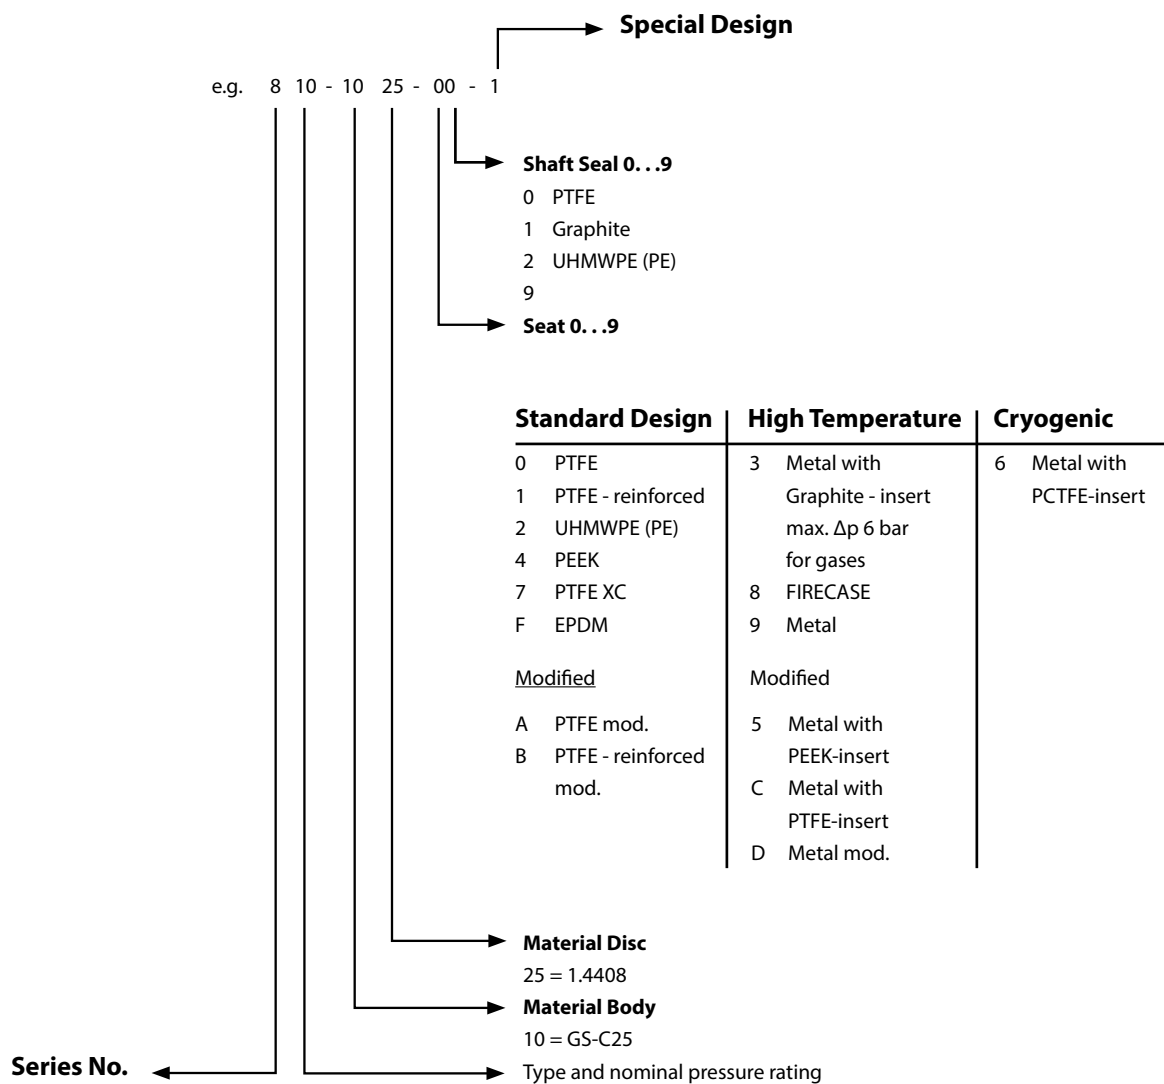 Special Design
e.g. 8 10 - 10 25 - 00 - 1
Shaft Seal 0. . .9
0 PTFE
1 Graphite
2 UHMWPE (PE)
9
Seat 0. . .9
Standard Design
0 PTFE
1 PTFE - reinforced
2 UHMWPE (PE)
4 PEEK
7 PTFE XC
F EPDM
Modified
A PTFE mod.
B PTFE - reinforced
mod.
High Temperature
3 Metal with
Graphite - insert
max. Δp 6 bar
for gases
8 FIRECASE
9 Metal
Modified
5 Metal with
PEEK-insert
C Metal with
PTFE-insert
D Metal mod.
Cryogenic
6 Metal with
PCTFE-insert
Material Disc
25 = 1.4408
Material Body
10 = GS-C25
Series No.
Type and nominal pressure rating